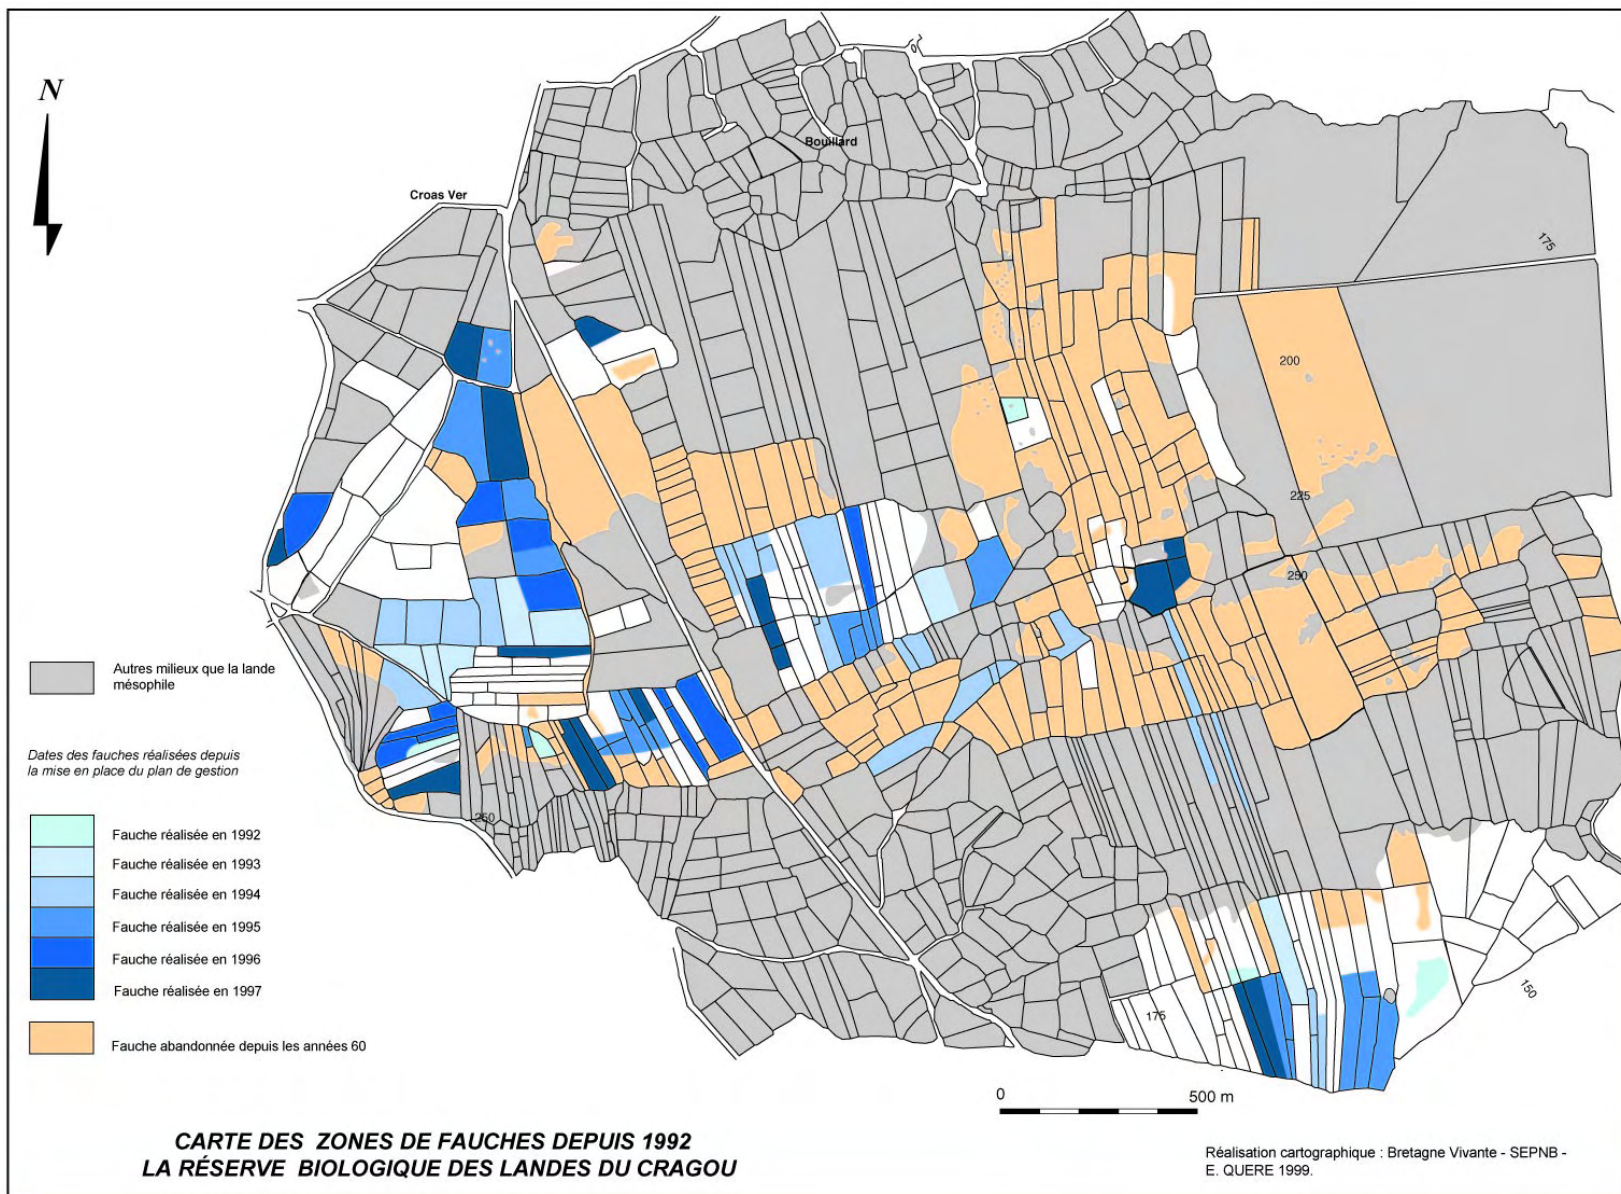 N
Bouillard
Croas Ver
175
200
225
250
Autres milieux que la lande
mésophile
Dates des fauches réalisées depuis
la mise en place du plan de gestion
250
Fauche réalisée en 1992
Fauche réalisée en 1993
Fauche réalisée en 1994
Fauche réalisée en 1995
Fauche réalisée en 1996
Fauche réalisée en 1997
Fauche abandonnée depuis les années 60
175
150
0
500 m
CARTE DES ZONES DE FAUCHES DEPUIS 1992
LA RÉSERVE BIOLOGIQUE DES LANDES DU CRAGOU
Réalisation cartographique : Bretagne Vivante - SEPNB -
E. QUERE 1999.